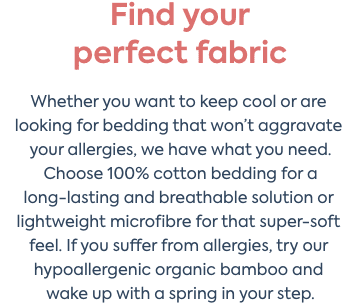 Find your
perfect fabric
Whether you want to keep cool or are
looking for bedding that won't aggravate
your allergies, we have what you need.
Choose 100% cotton bedding for a
long-lasting and breathable solution or
lightweight microfibre for that super-soft
feel. If you suffer from allergies, try our
hypoallergenic organic bamboo and
wake up with a spring in your step.